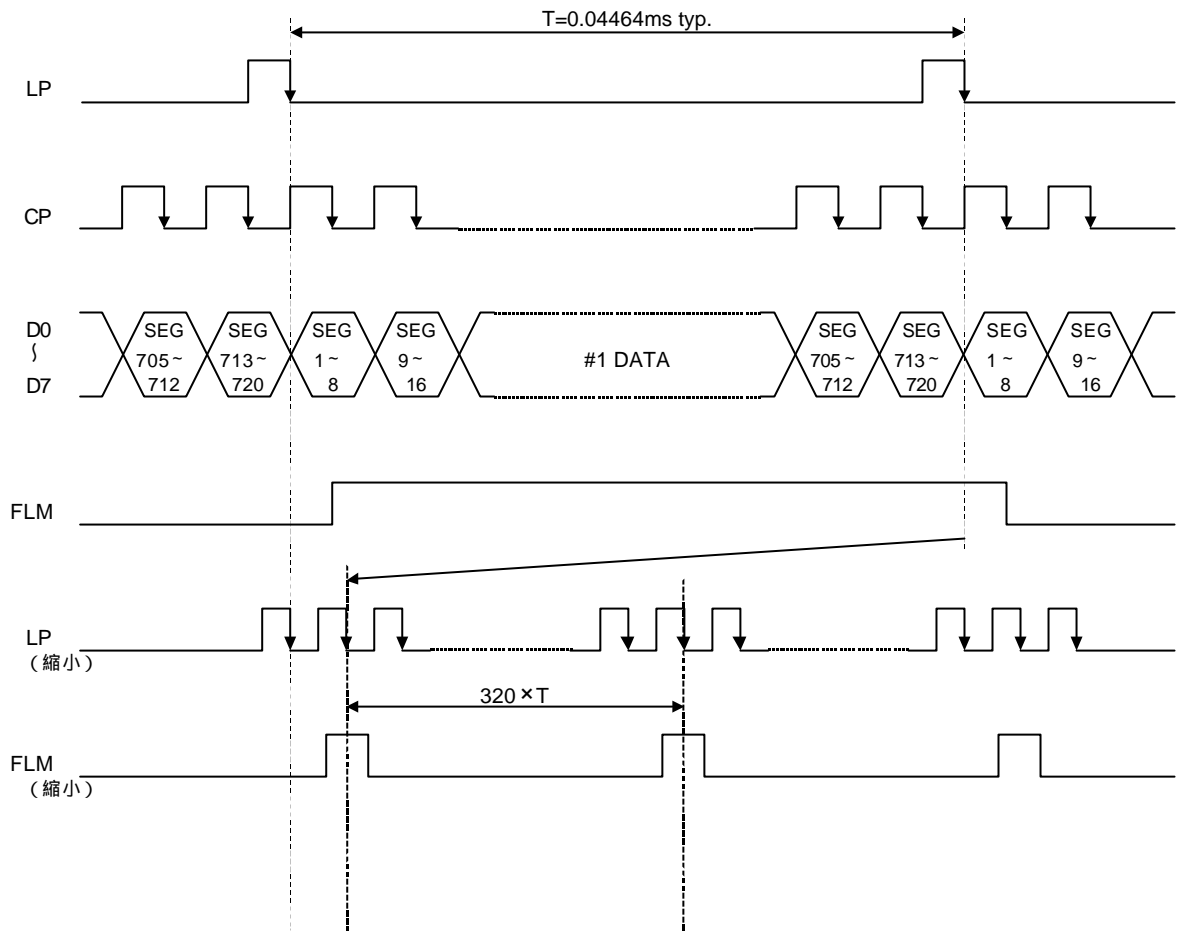 T=0.04464ms typ.
LP
CP
D0
~
D7
SEG
705~
712
SEG
713~
720
SEG
1~
8
SEG
9~
16
#1 DATA
SEG
705~
712
SEG
713~
720
SEG
1~
8
SEG
9~
16
FLM
LP
(縮小)
320×T
FLM
(縮小)